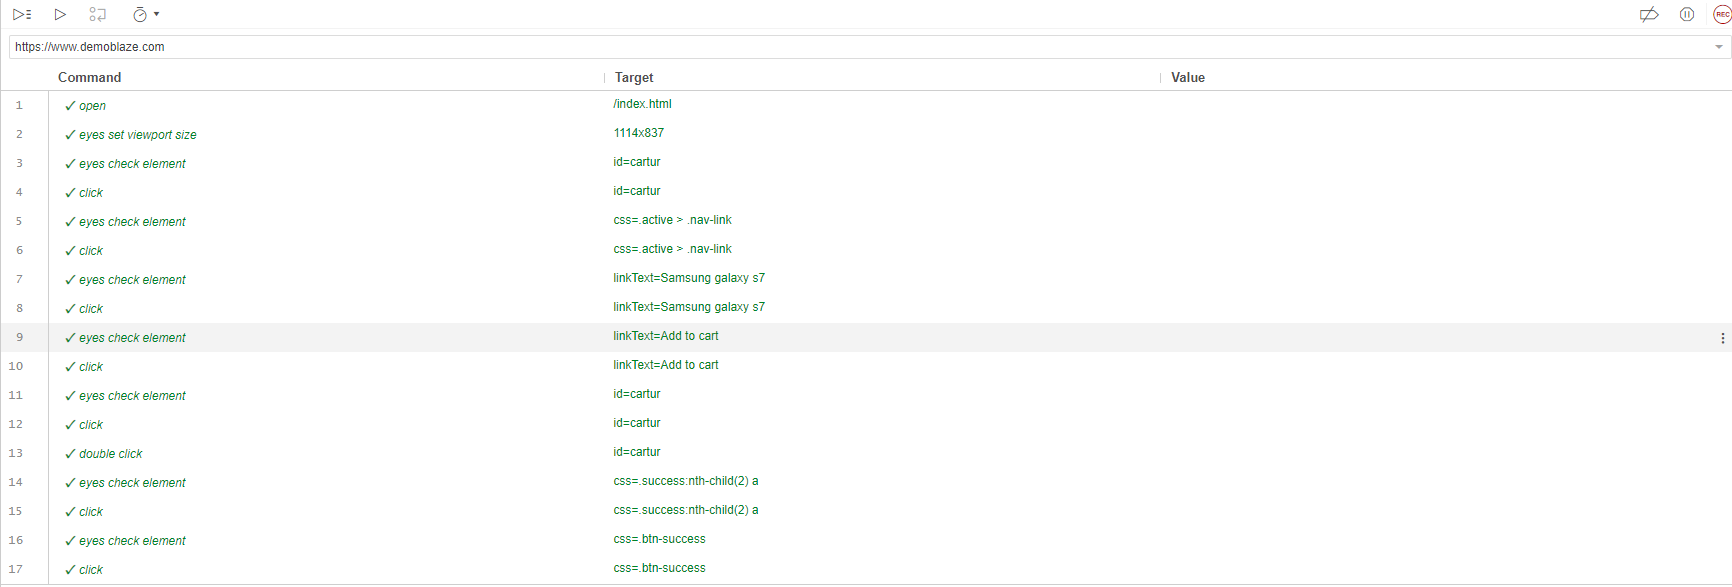 REC
https://www.demoblaze.com
Command Target Value
1 ✓ open /index.html
2 ✓ eyes set viewport size 1114x837
3 ✓ eyes check element id=cartur
4 ✓ click id=cartur
5 ✓ eyes check element css=.active > .nav-link
6 ✓ click css=.active > .nav-link
7 ✓ eyes check element linkText=Samsung galaxy s7
8 ✓ click linkText=Samsung galaxy s7
9 ✓ eyes check element linkText=Add to cart
10 ✓ click linkText=Add to cart
11 ✓ eyes check element id=cartur
12 ✓ click id=cartur
13 ✓ double click id=cartur
14 ✓ eyes check element css=.success:nth-child(2) a
15 ✓ click css=.success:nth-child(2) a
16 ✓ eyes check element css=.btn-success
17 ✓ click css=.btn-success